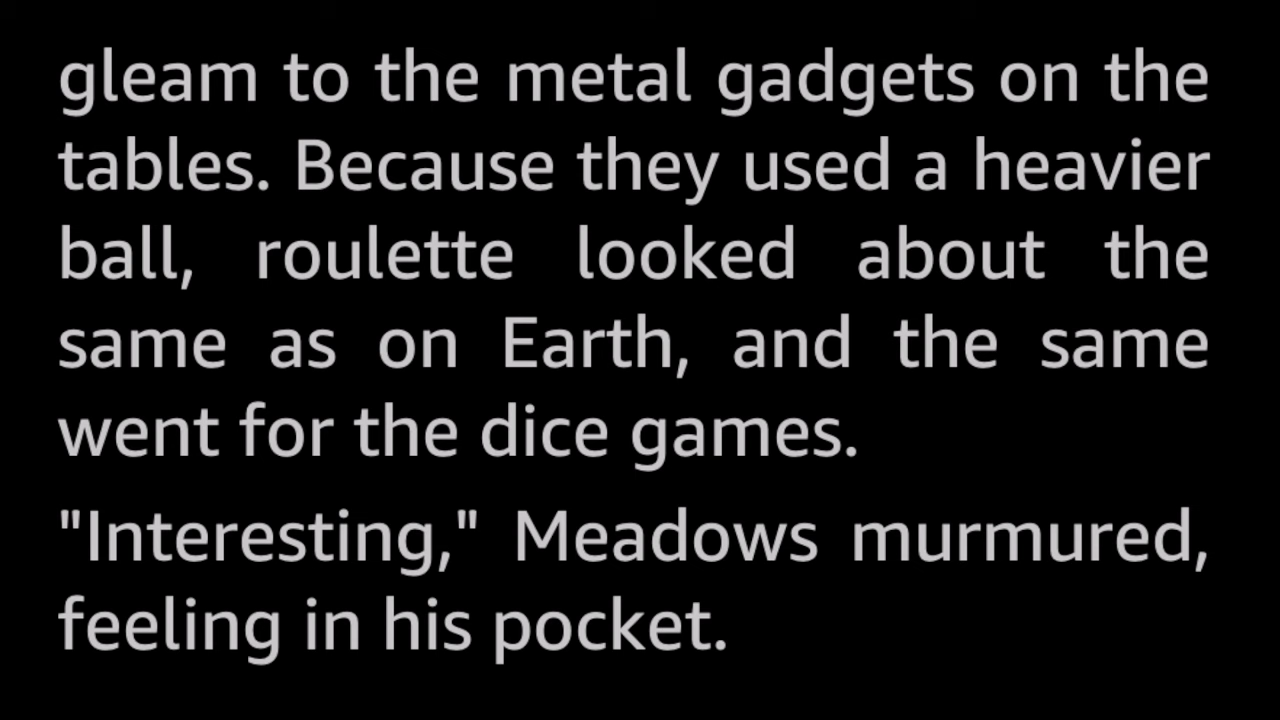 gleam to the metal gadgets on the
tables. Because they used a heavier
ball, roulette looked about the
same as on Earth, and the same
went for the dice games.
"Interesting," Meadows murmured,
feeling in his pocket.